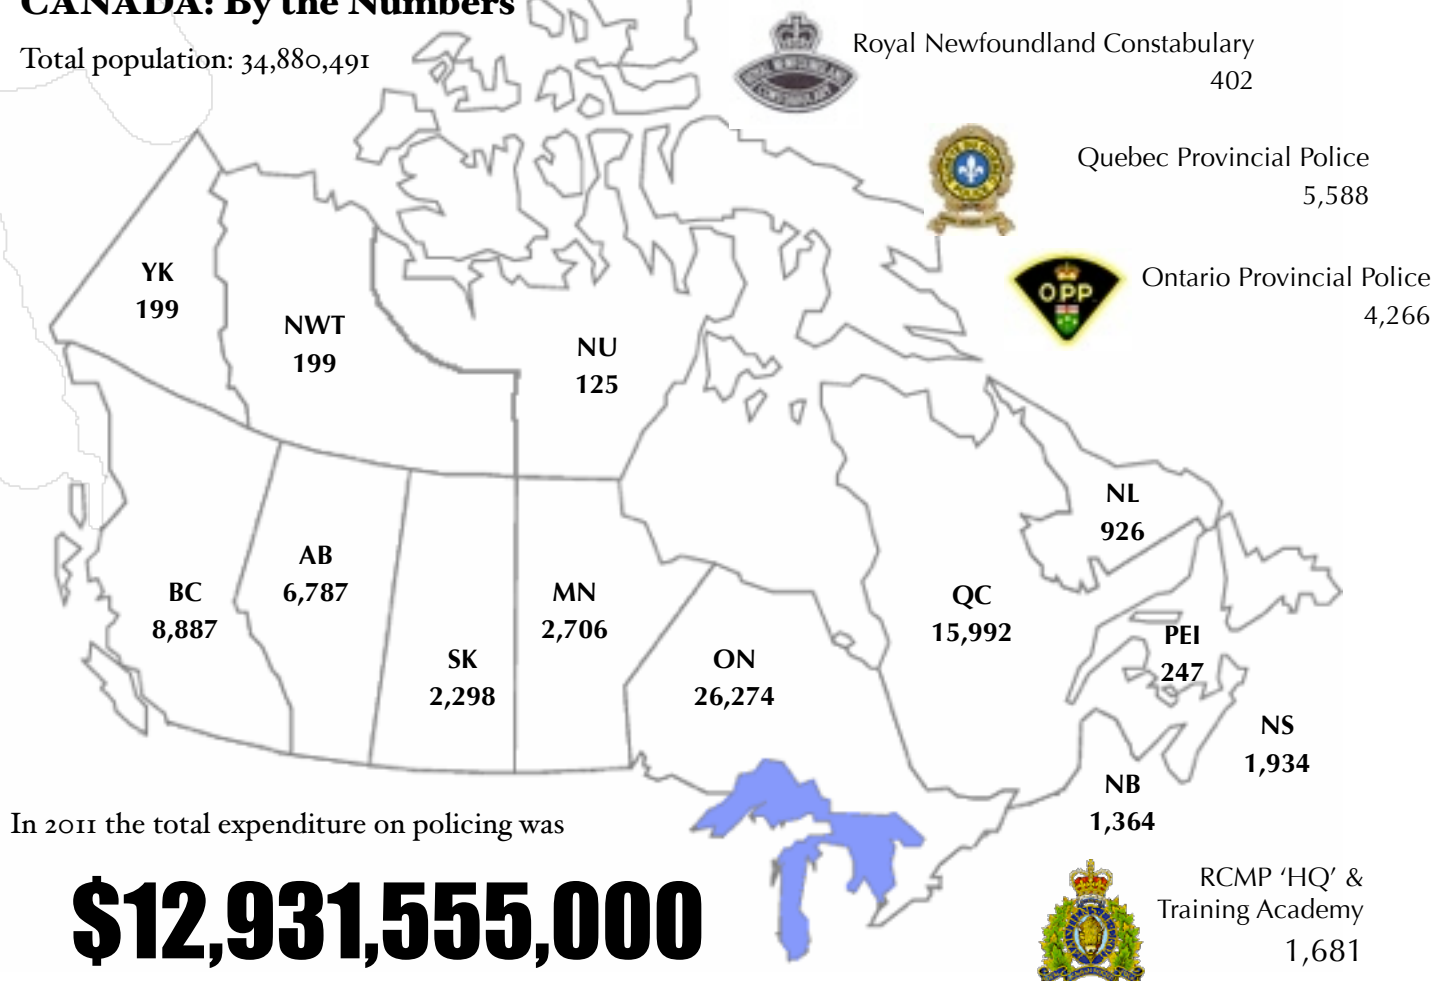 CANADA: By the Numbers
Total population: 34,880,491
Royal Newfoundland Constabulary
402
Quebec Provincial Police
5,588
OPP
Ontario Provincial Police
4,266
YK
199
NWT
199
NU
125
NL
926
AB
6,787
BC
8,887
MN
2,706
QC
15,992
SK
2,298
ON
26,274
PEI
247
NS
1,934
NB
1,364
In 2011 the total expenditure on policing was
$12,931,555,000
RCMP ‘HQ’ &
Training Academy
1,681